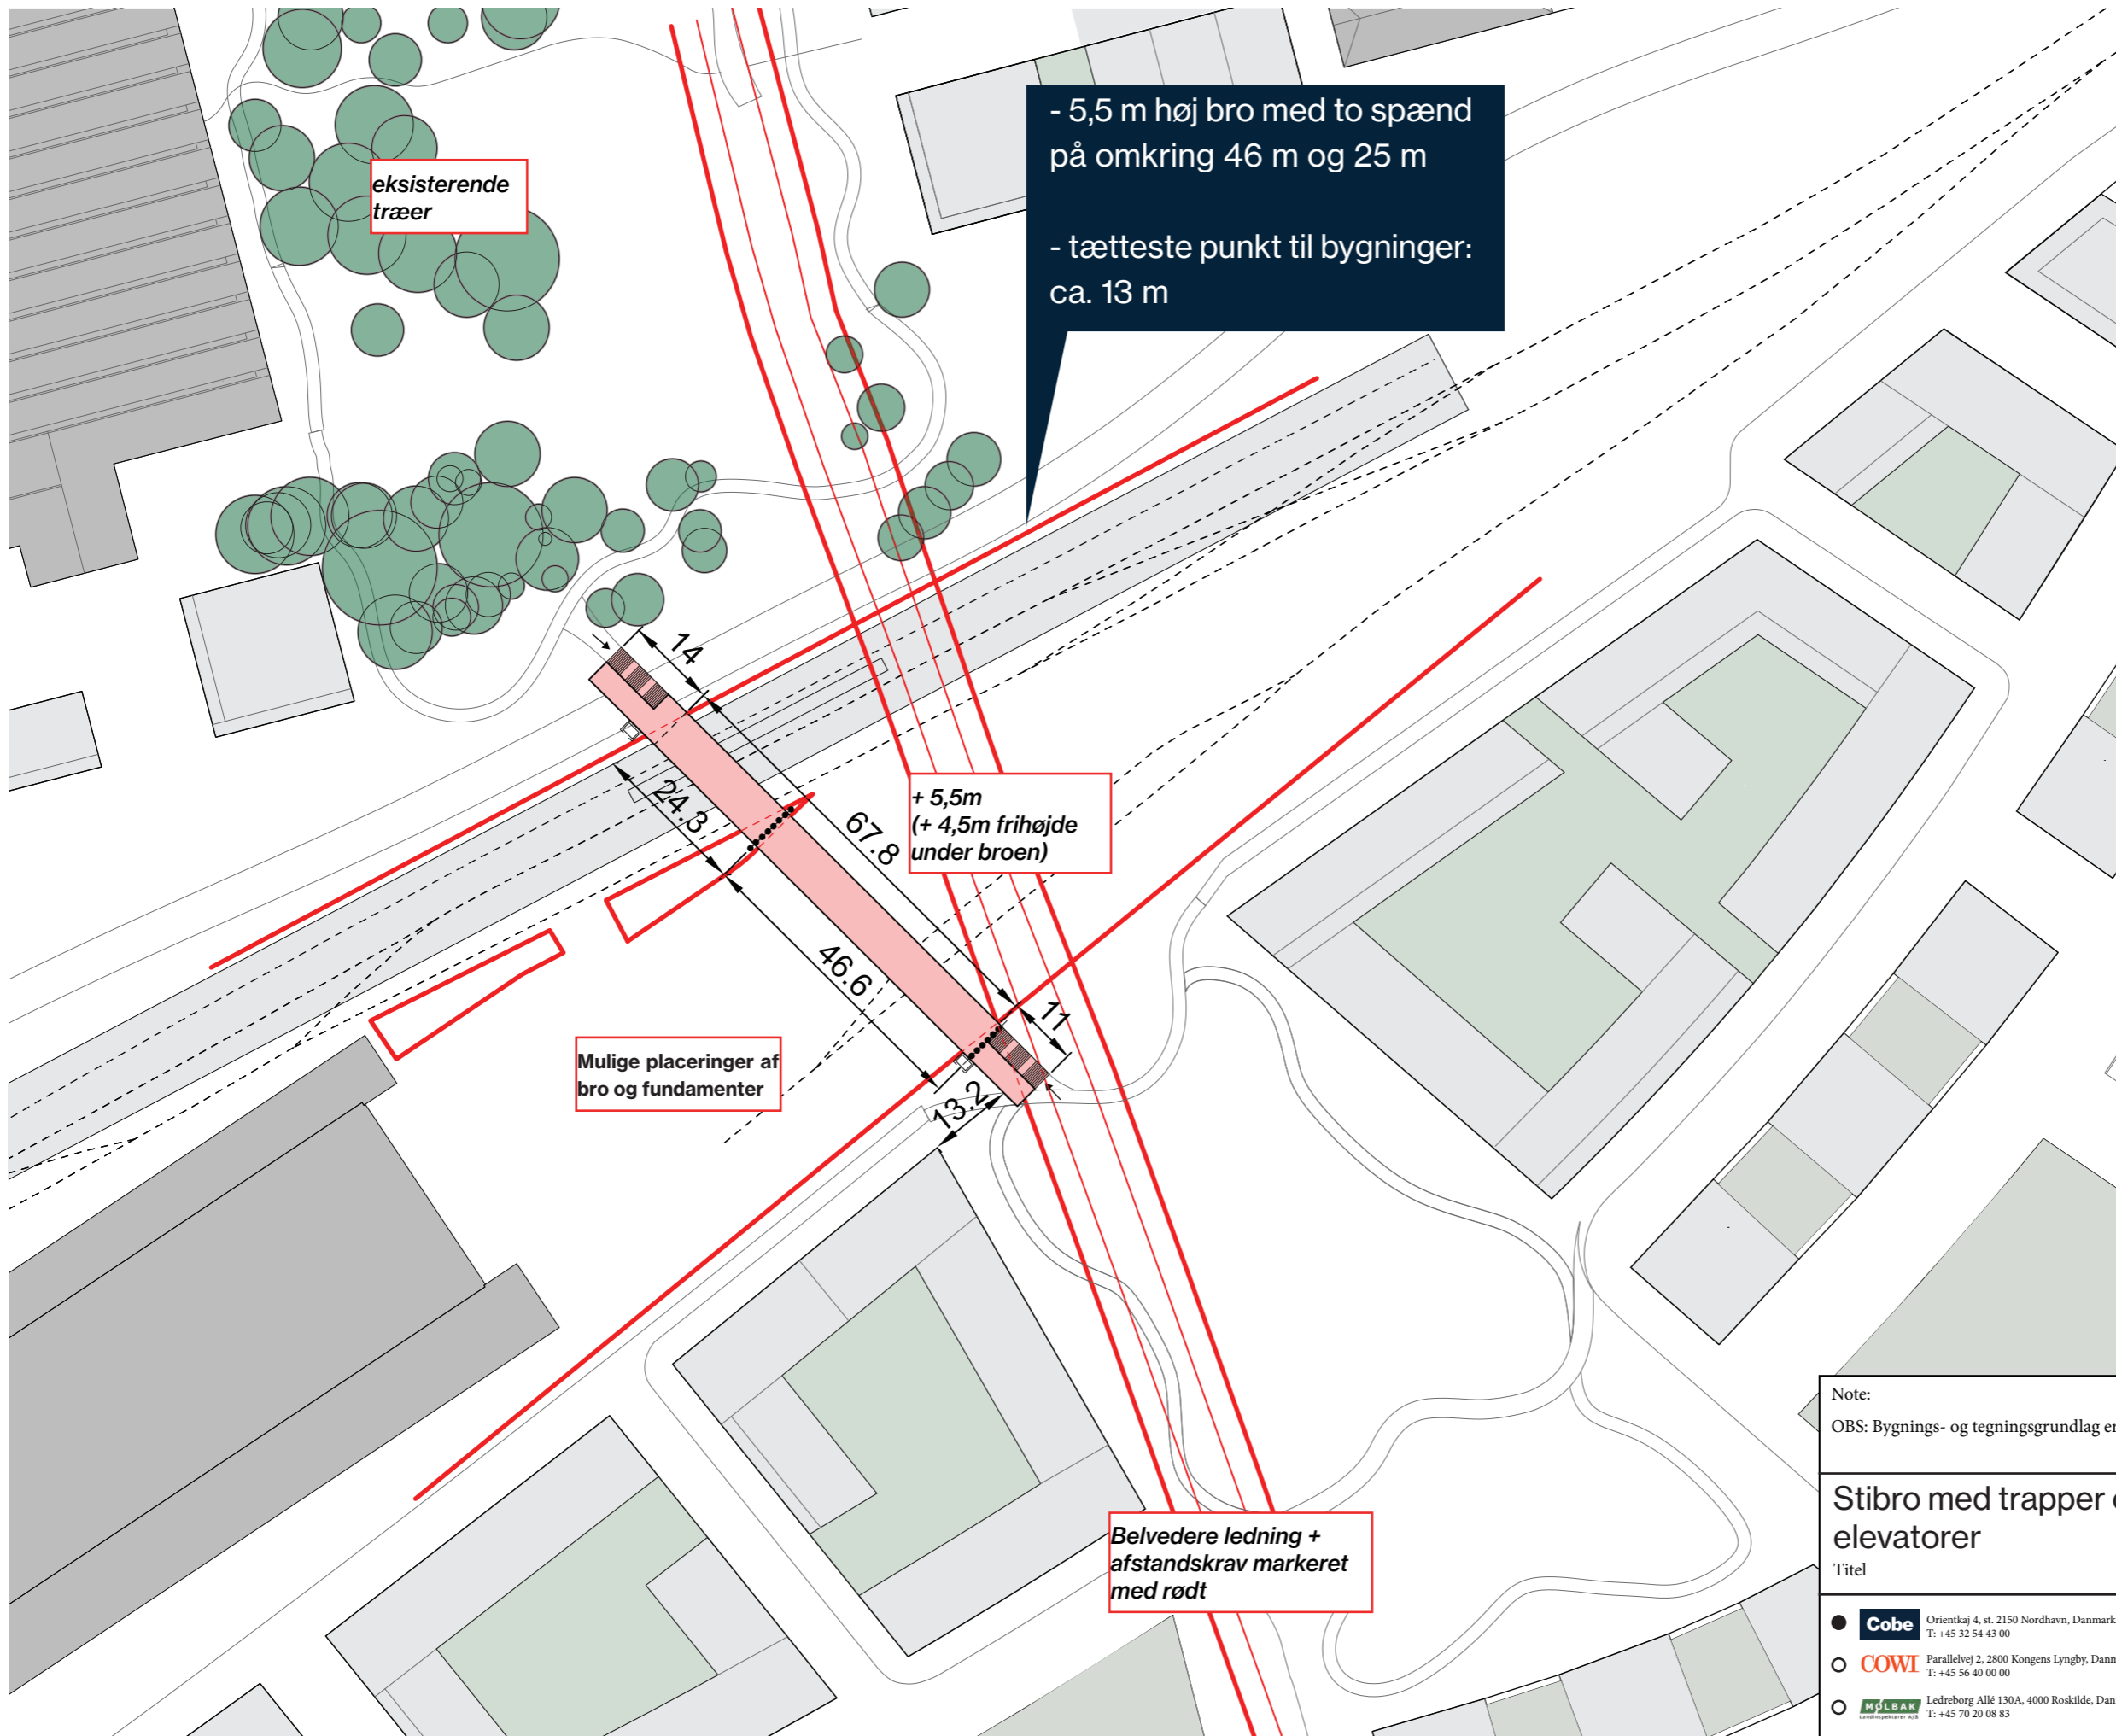 - 5,5 m høj bro med to spænd
på omkring 46 m og 25 m
- tætteste punkt til bygninger:
ca. 13 m
eksisterende
træer
14
24.3
67.8
+ 5,5m
(+ 4,5m frihøjde
under broen)
46.6
11
13.2
Mulige placeringer af
bro og fundamenter
Belvedere ledning +
afstandskrav markeret
med rødt
Note:
OBS: Bygnings- og tegningsgrundlag er
Stibro med trapper
elevatorer
Titel
Cobe
Orientkaj 4, st. 2150 Nordhavn, Danmark
T: +45 32 54 43 00
COWI
Parallelvej 2, 2800 Kongens Lyngby, Danm
T: +45 56 40 00 00
MØLBAK
Landinspektører A/S
Ledreborg Allé 130A, 4000 Roskilde, Dan
T: +45 70 20 08 83